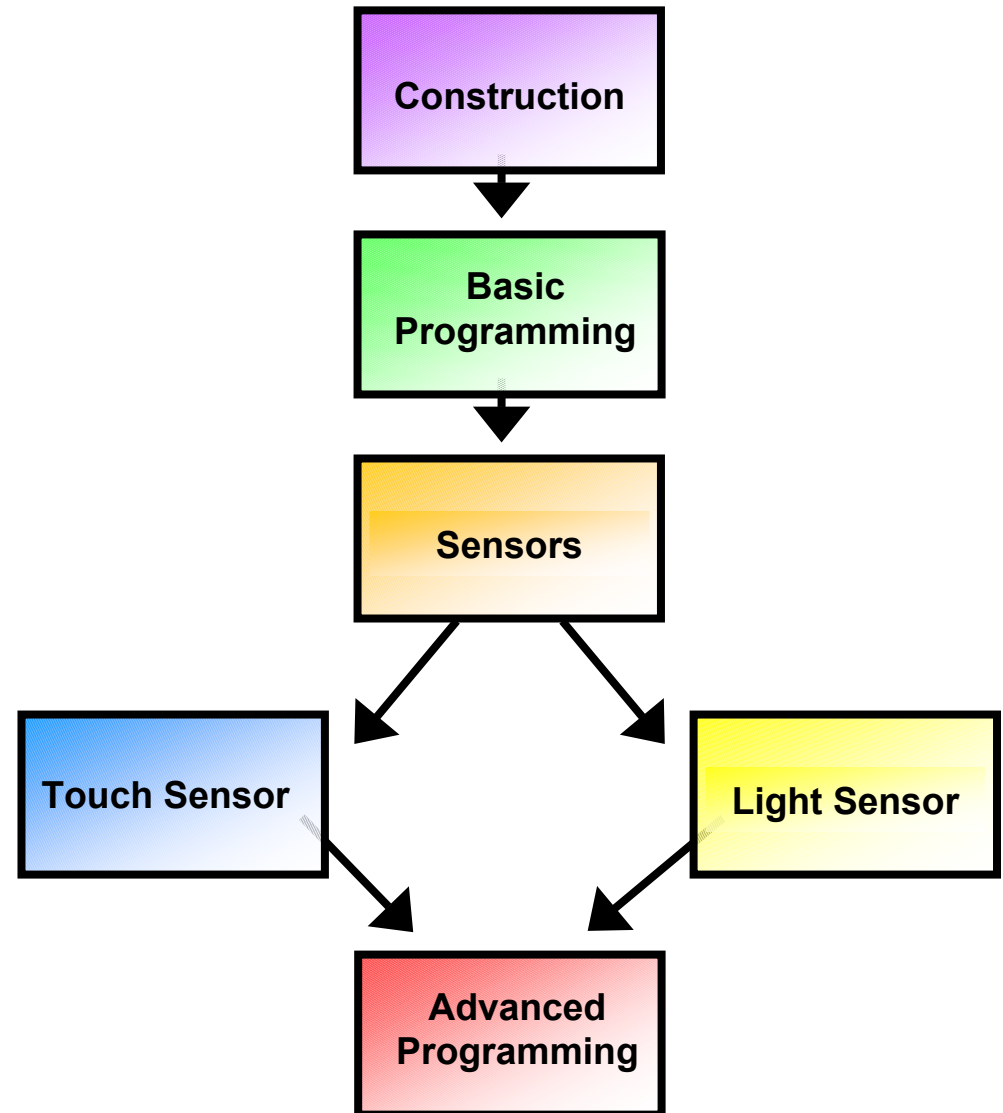 Construction
Basic
Programming
Sensors
Touch Sensor
Light Sensor
Advanced
Programming